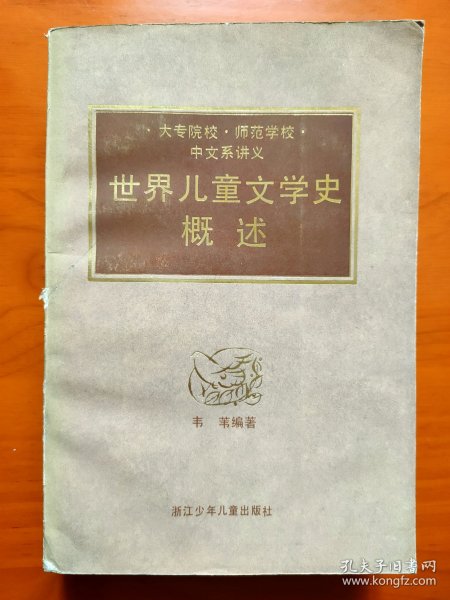 ·大专院校·师范学校·
中文系讲义
世界儿童文学史
概述
韦 苇编著
浙江少年儿童出版社
孔夫子旧书网
www.kongfz.com